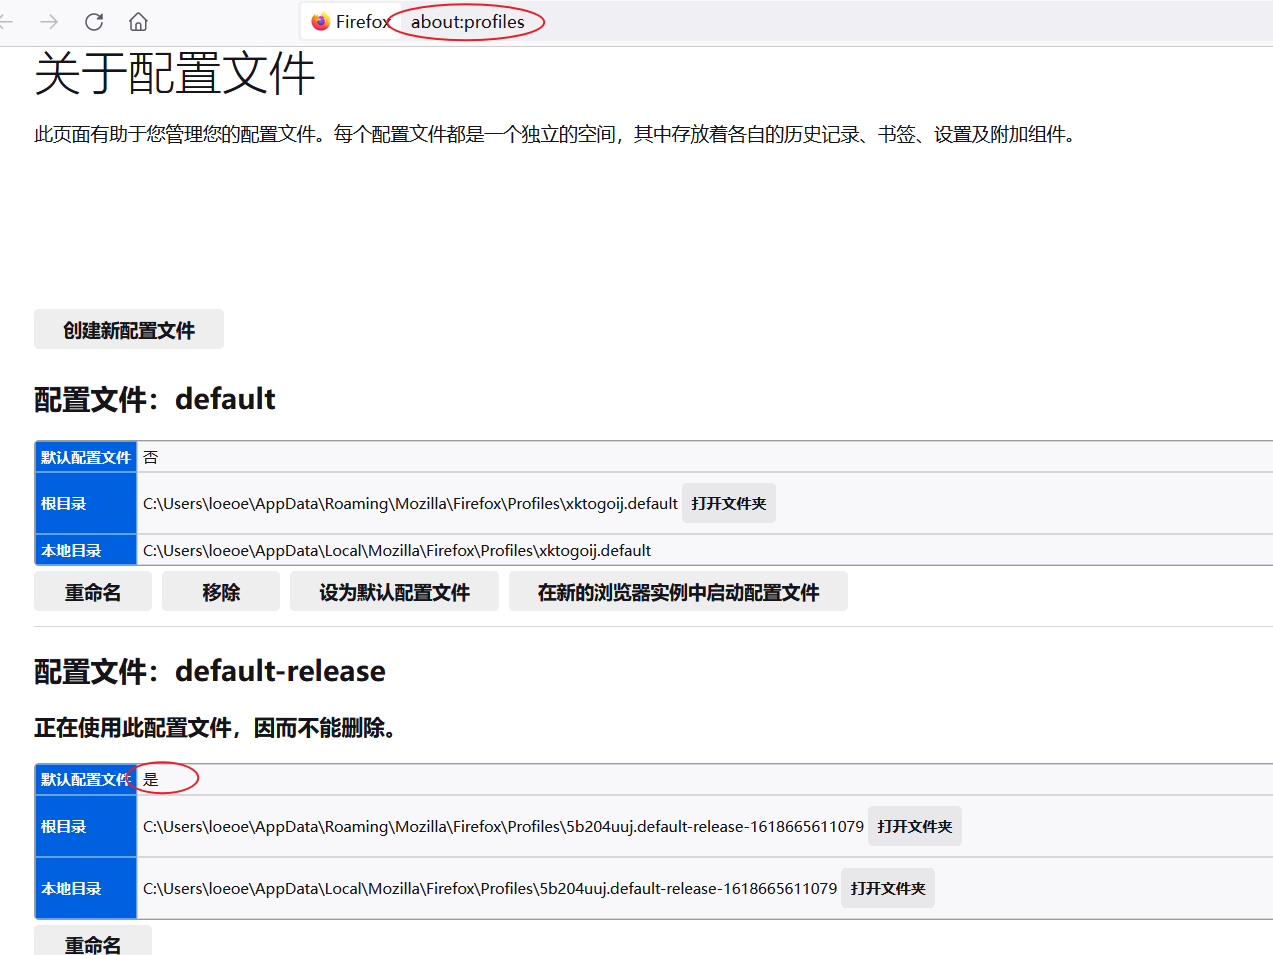 Firefox about:profiles
关于配置文件
此页面有助于您管理您的配置文件。每个配置文件都是一个独立的空间，其中存放着各自的历史记录、书签、设置及附加组件。
创建新配置文件
配置文件：default
默认配置文件 否
根目录 C:\Users\loeoe\AppData\Roaming\Mozilla\Firefox\Profiles\xktogoij.default 打开文件夹
本地目录 C:\Users\loeoe\AppData\Local\Mozilla\Firefox\Profiles\xktogoij.default
重命名 移除 设为默认配置文件 在新的浏览器实例中启动配置文件
配置文件：default-release
正在使用此配置文件，因而不能删除。
默认配置文件 是
根目录 C:\Users\loeoe\AppData\Roaming\Mozilla\Firefox\Profiles\5b204uuj.default-release-1618665611079 打开文件夹
本地目录 C:\Users\loeoe\AppData\Local\Mozilla\Firefox\Profiles\5b204uuj.default-release-1618665611079 打开文件夹
重命名